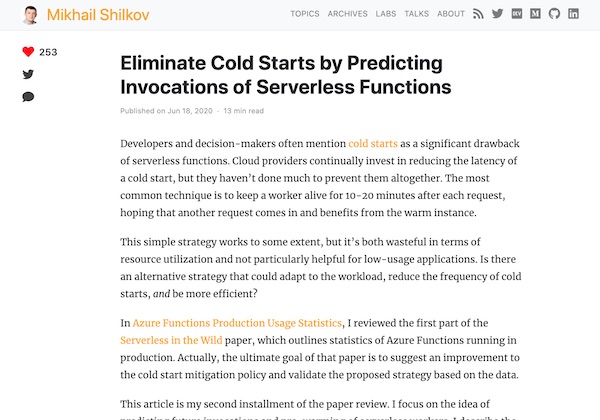 Mikhail Shilkov
TOPICS ARCHIVES LABS TALKS ABOUT
DEV
253
Eliminate Cold Starts by Predicting
Invocations of Serverless Functions
Published on Jun 18, 2020 · 13 min read
Developers and decision-makers often mention cold starts as a significant drawback
of serverless functions. Cloud providers continually invest in reducing the latency of
a cold start, but they haven’t done much to prevent them altogether. The most
common technique is to keep a worker alive for 10-20 minutes after each request,
hoping that another request comes in and benefits from the warm instance.
This simple strategy works to some extent, but it’s both wasteful in terms of
resource utilization and not particularly helpful for low-usage applications. Is there
an alternative strategy that could adapt to the workload, reduce the frequency of cold
starts, and be more efficient?
In Azure Functions Production Usage Statistics, I reviewed the first part of the
Serverless in the Wild paper, which outlines statistics of Azure Functions running in
production. Actually, the ultimate goal of that paper is to suggest an improvement to
the cold start mitigation policy and validate the proposed strategy based on the data.
This article is my second installment of the paper review. I focus on the idea of